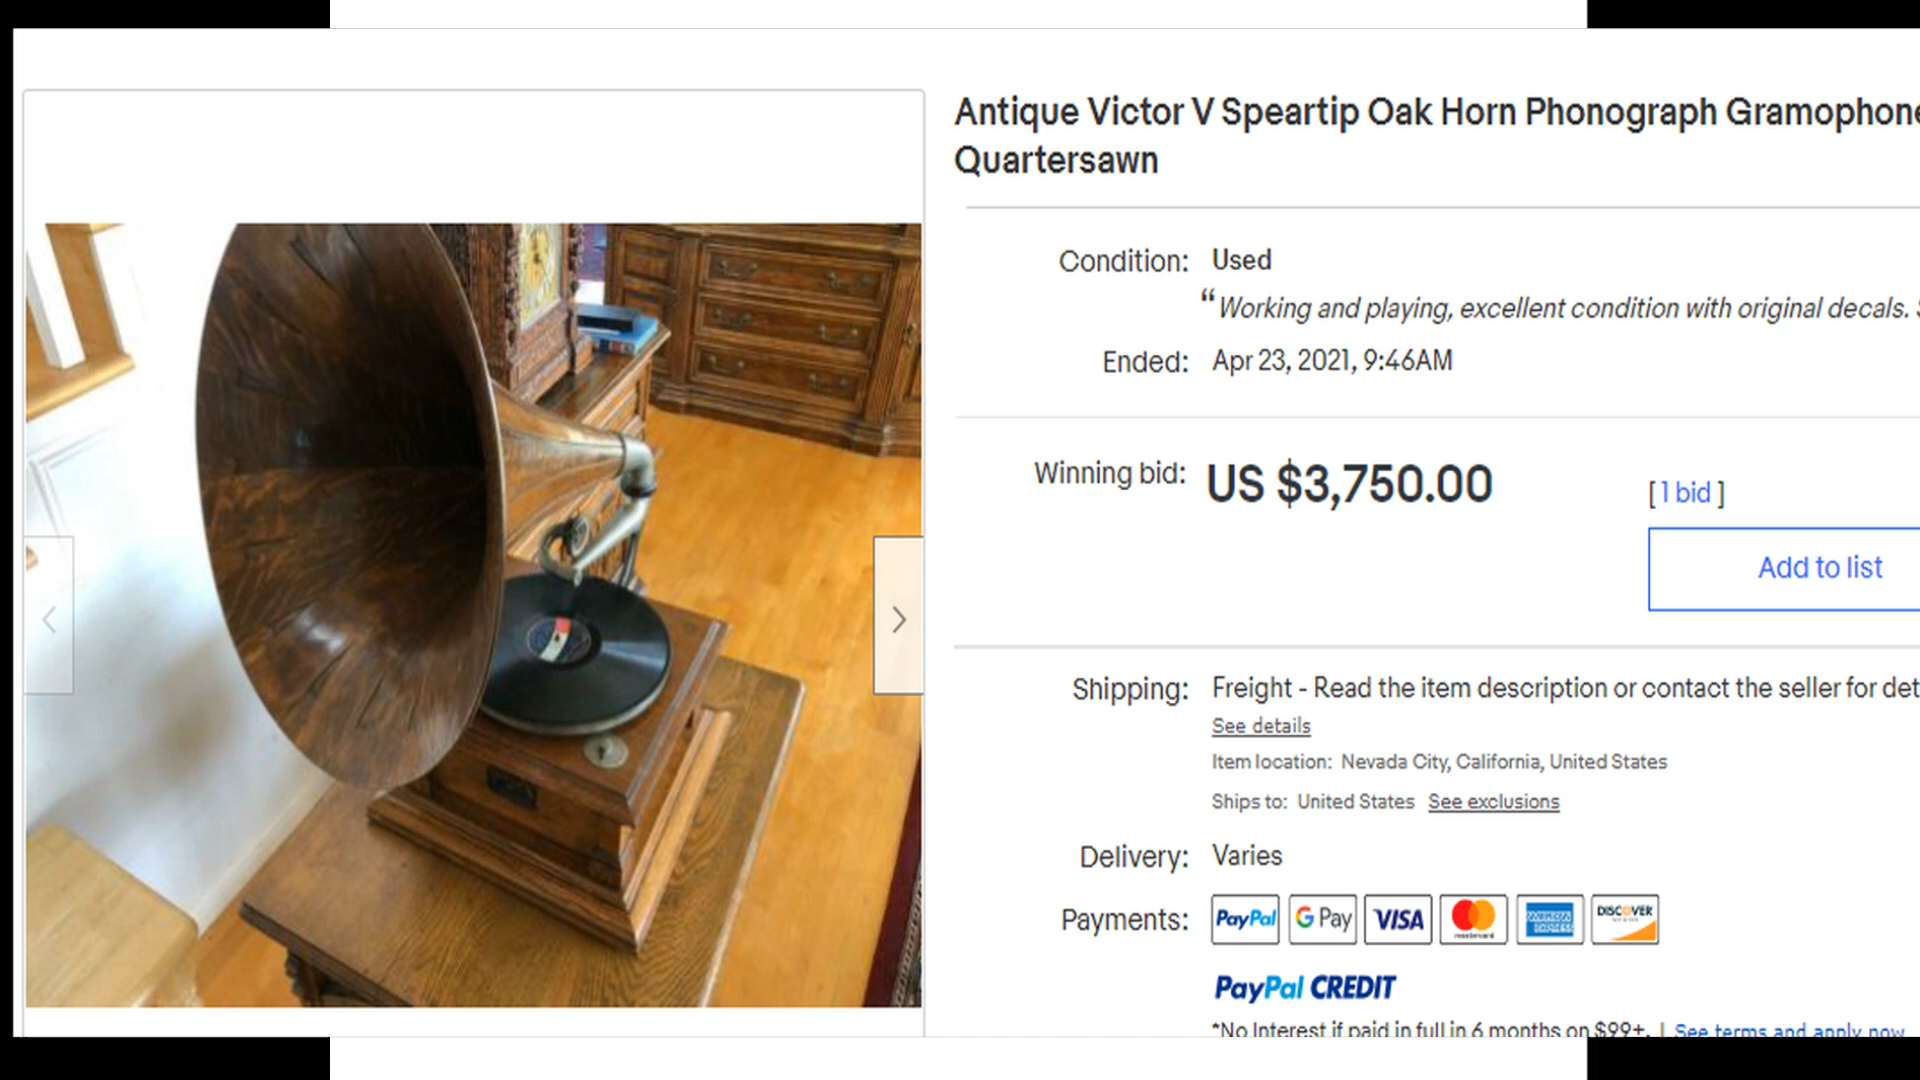 Antique Victor V Speartip Oak Horn Phonograph Gramophone
Quartersawn
Condition: Used
“Working and playing, excellent condition with original decals.
Ended: Apr 23, 2021, 9:46AM
Winning bid: US $3,750.00 [ 1 bid ]
Add to list
Shipping: Freight - Read the item description or contact the seller for det
See details
Item location: Nevada City, California, United States
Ships to: United States See exclusions
Delivery: Varies
Payments: PayPal G Pay VISA mastercard AMERICAN EXPRESS DISCOVER
PayPal CREDIT
*No Interest if paid in full in 6 months on $99+. | See terms and apply now